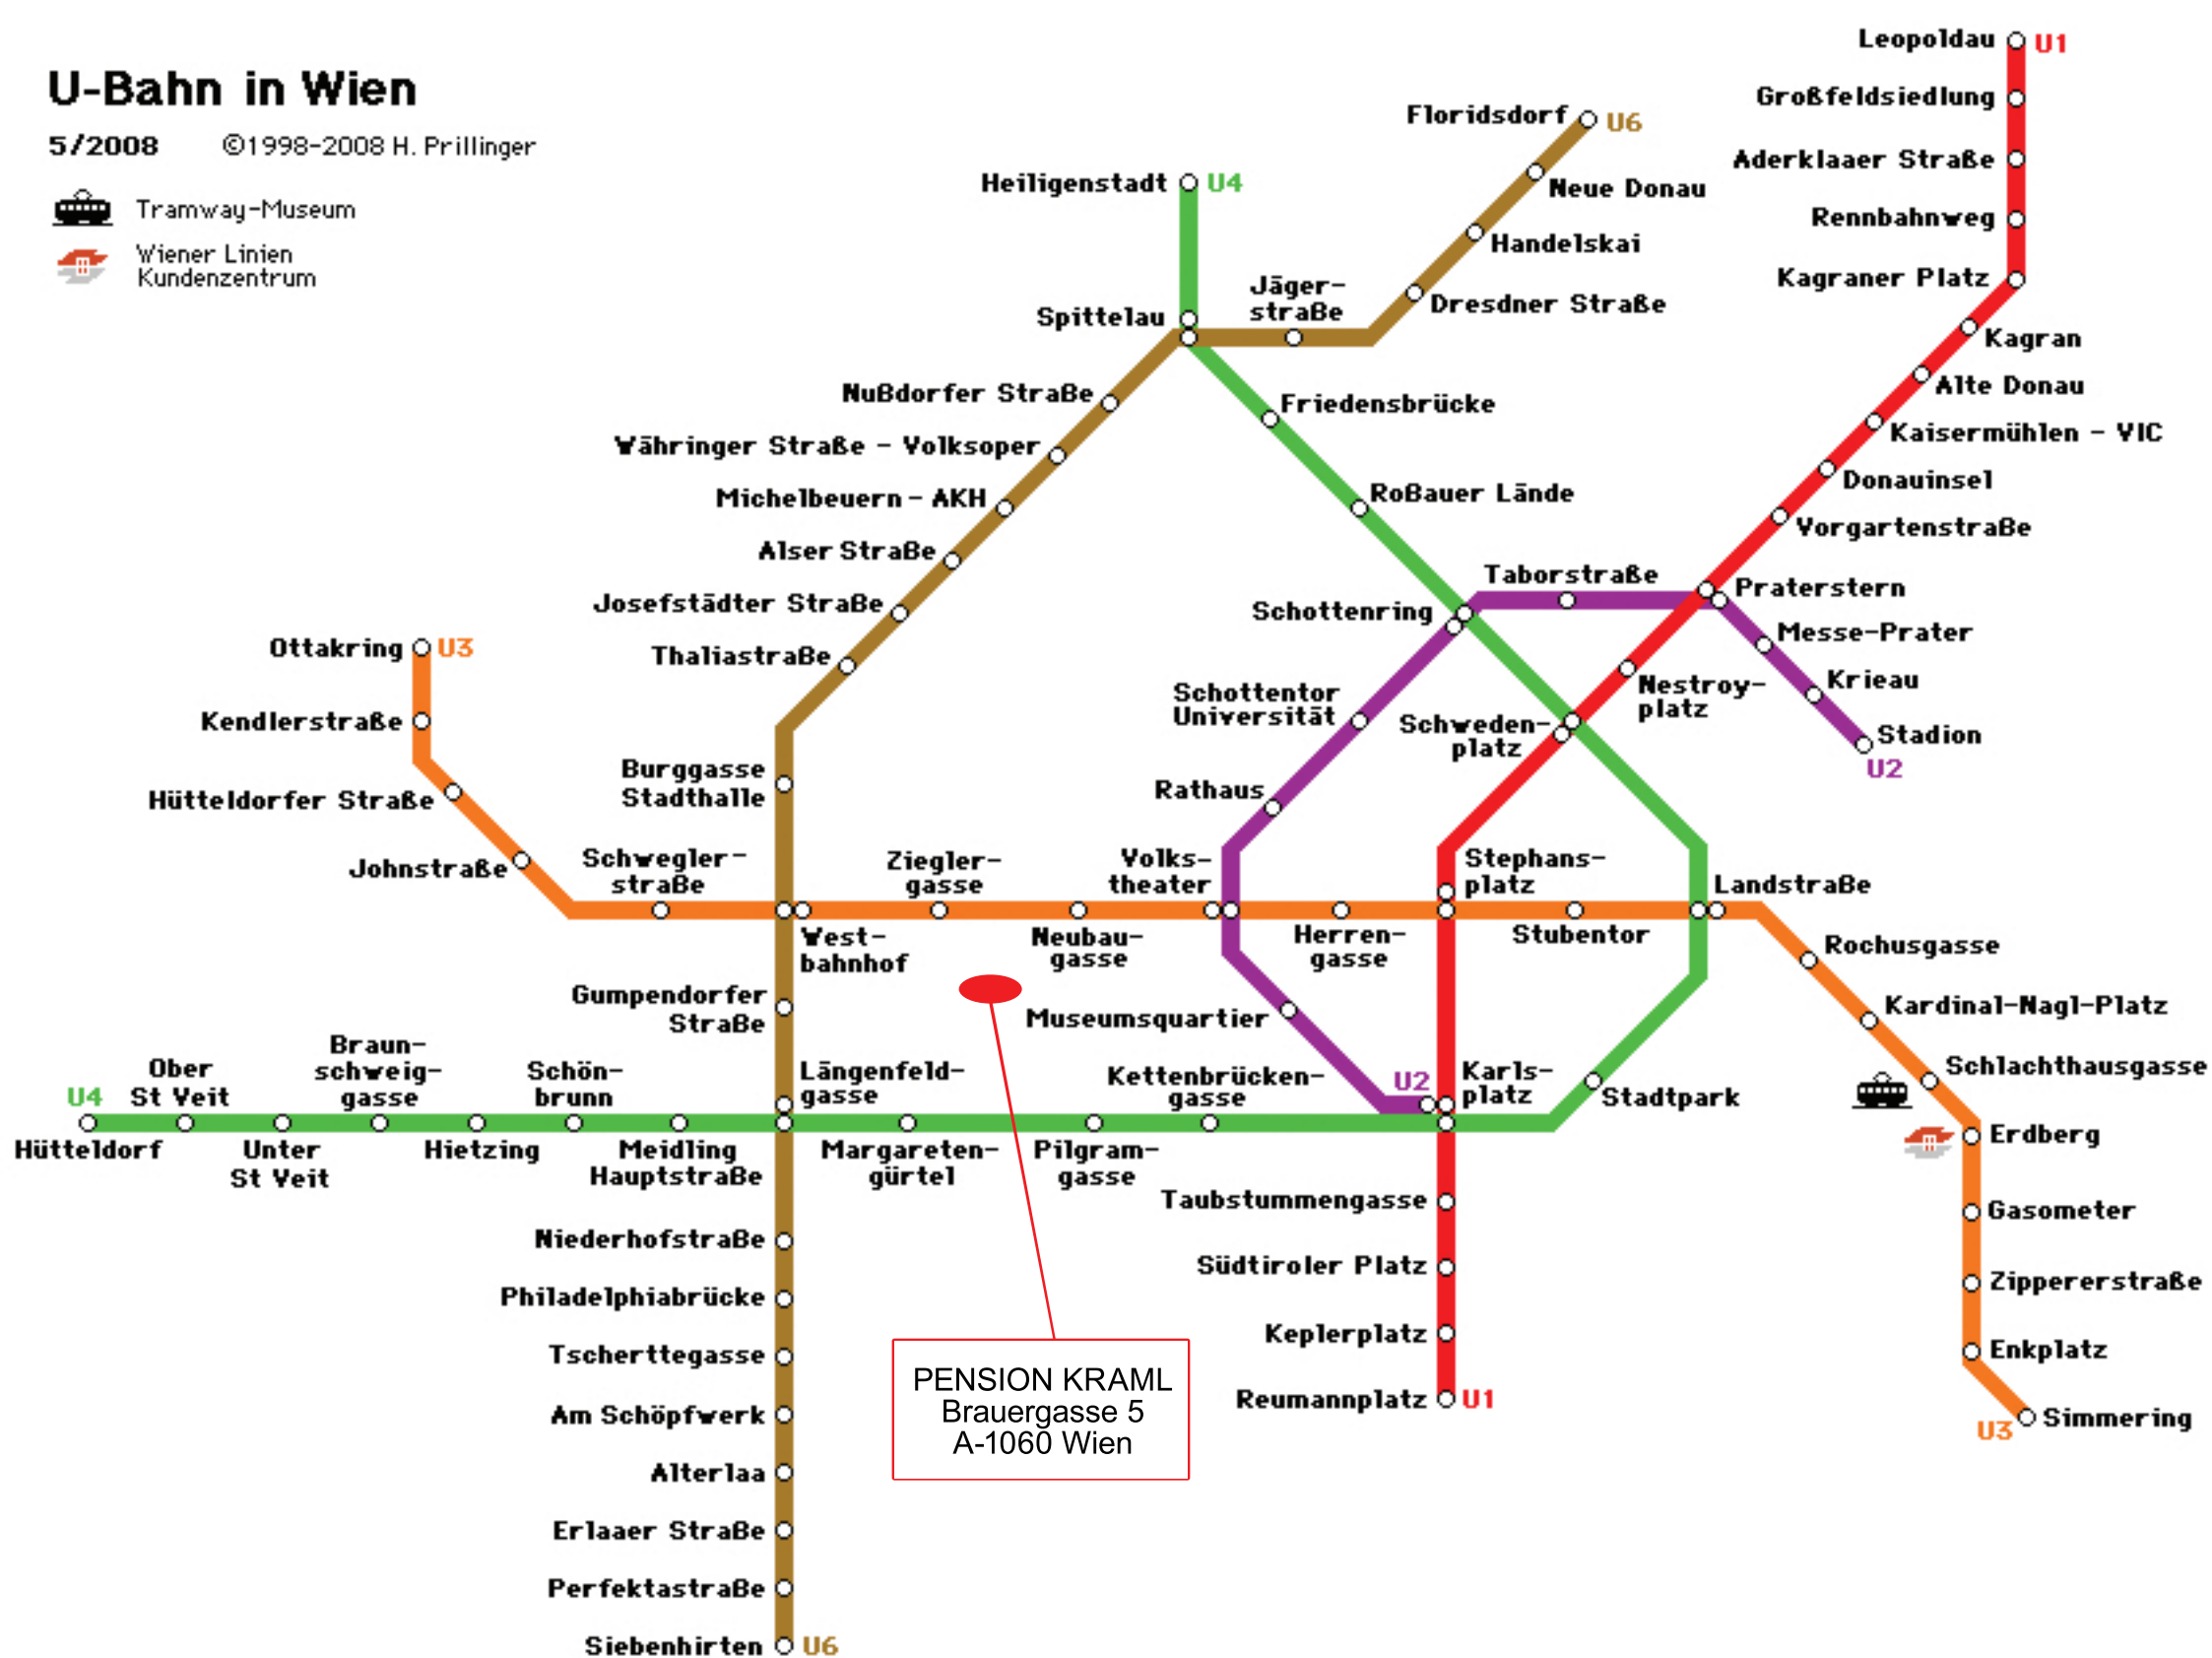 U-Bahn in Wien
5/2008 ©1998-2008 H. Prillinger
Tramway-Museum
Wiener Linien
Kundenzentrum
Leopoldau U1
Großfeldsiedlung
Aderklaaer Straße
Rennbahnweg
Kagraner Platz
Kagran
Alte Donau
Kaisermühlen - VIC
Donauinsel
Vorgartenstraße
Praterstern
Messe-Prater
Krieau
Stadion
U2
Floridsdorf U6
Neue Donau
Handelskai
Dresdner Straße
Jäger-
straße
Heiligenstadt U4
Spittelau
Friedensbrücke
Roßauer Lände
Nußdorfer Straße
Währinger Straße - Volksoper
Michelbeuern - AKH
Alser Straße
Josefstädter Straße
Thaliastraße
Taborstraße
Schottenring
Nestroy-
platz
Schweden-
platz
Schottentor
Universität
Rathaus
Ottakring U3
Kendlerstraße
Hütteldorfer Straße
Johnstraße
Burggasse
Stadthalle
Schwegler-
straße
Ziegler-
gasse
Volks-
theater
Stephans-
platz
Landstraße
West-
bahnhof
Neubau-
gasse
Herren-
gasse
Stubentor
Rochusgasse
Kardinal-Nagl-Platz
Schlachthausgasse
Erdberg
Gasometer
Zippererstraße
Enkplatz
U3 Simmering
Gumpendorfer
Straße
Museumsquartier
U2
Karls-
platz
Stadtpark
Kettenbrücken-
gasse
Längenfeld-
gasse
Schön-
brunn
Braun-
schweig-
gasse
Ober
St Veit
U4
Hütteldorf
Unter
St Veit
Hietzing
Meidling
Hauptstraße
Margareten-
gürtel
Pilgram-
gasse
Taubstummengasse
Südtiroler Platz
Keplerplatz
Reumannplatz U1
Niederhofstraße
Philadelphiabrücke
Tscherttegasse
Am Schöpfwerk
Alterlaa
Erlaaer Straße
Perfektastraße
Siebenhirten U6
PENSION KRAML
Brauergasse 5
A-1060 Wien